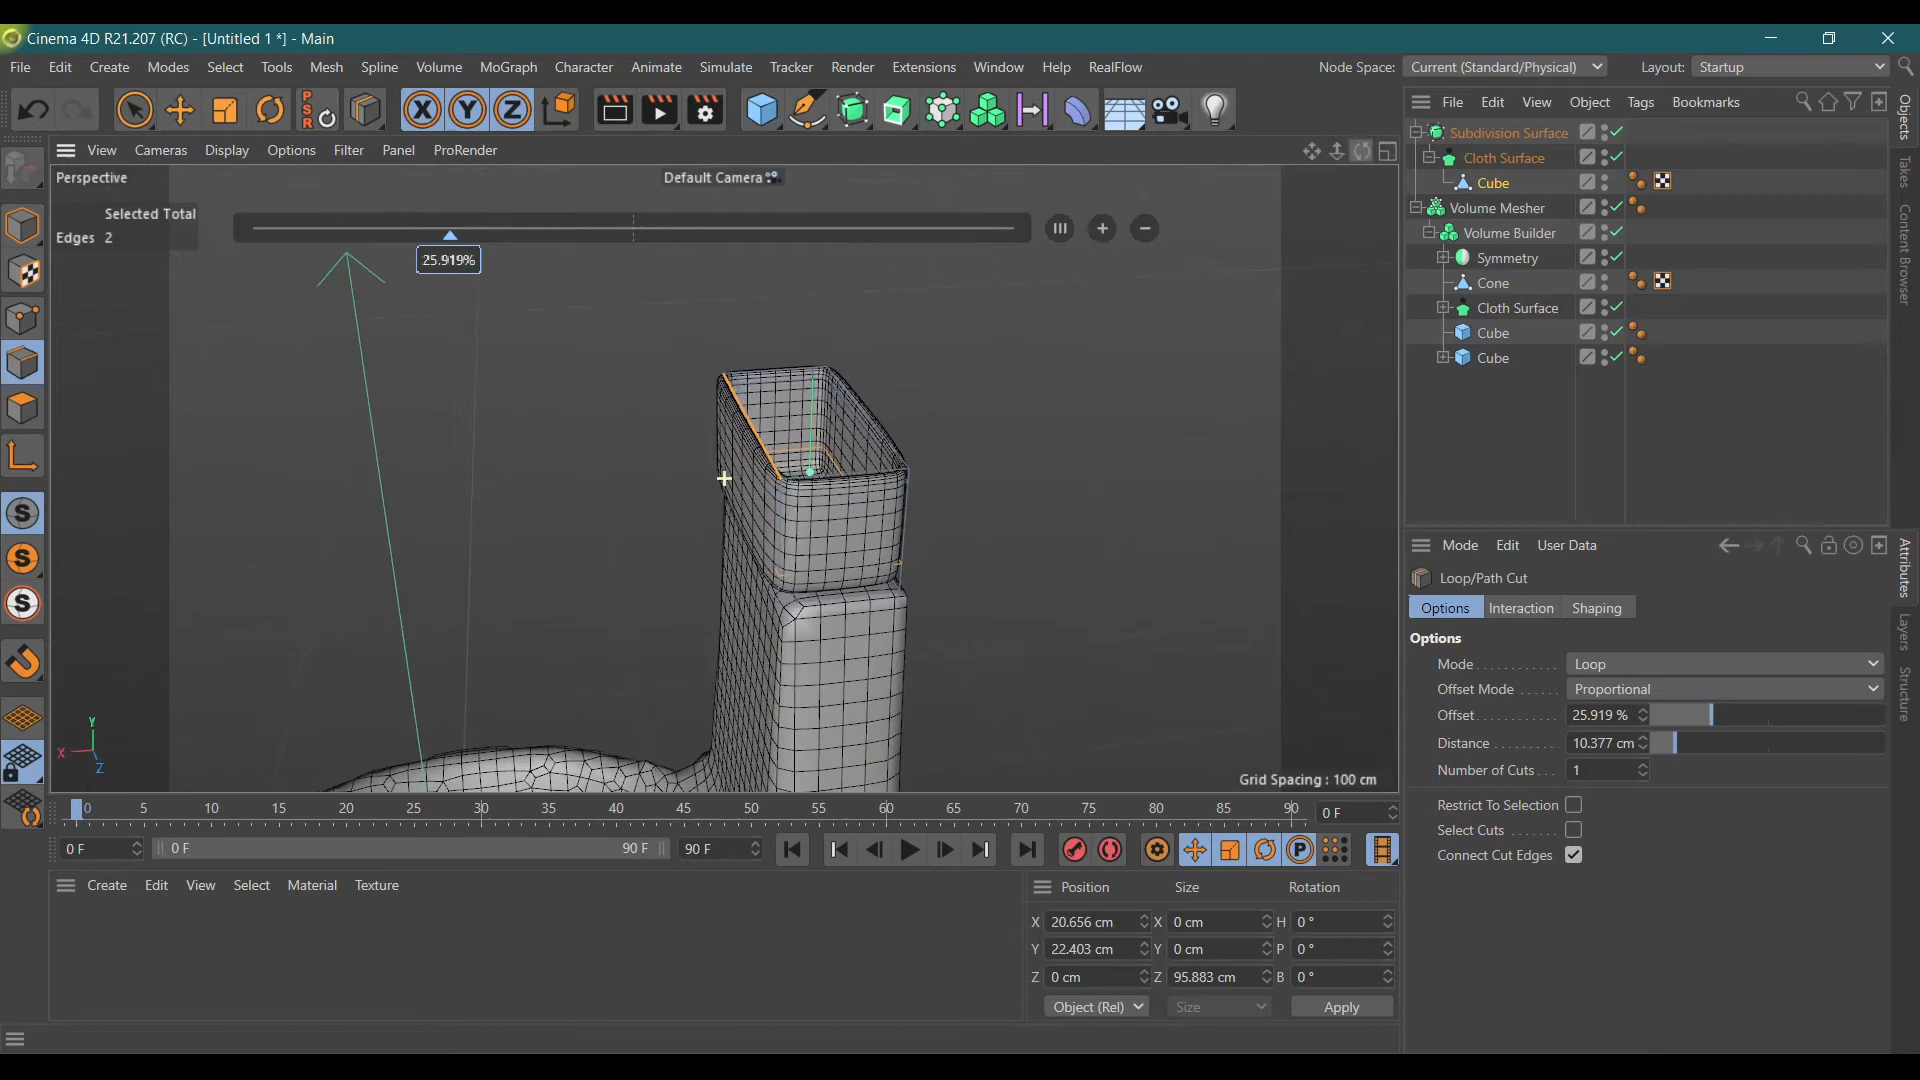 Cinema 4D R21.207 (RC) - [Untitled 1 *] - Main
File Edit Create Modes Select Tools Mesh Spline Volume MoGraph Character Animate Simulate Tracker Render Extensions Window Help RealFlow Node Space: Current (Standard/Physical) Layout: Startup
File Edit View Object Tags Bookmarks
View Cameras Display Options Filter Panel ProRender
Perspective
Default Camera
Selected Total
Edges 2
25.919%
Grid Spacing : 100 cm
X
Y
Z
Subdivision Surface
Cloth Surface
Cube
Volume Mesher
Volume Builder
Symmetry
Cone
Cloth Surface
Cube
Cube
Objects
Takes
Content Browser
Mode Edit User Data
Loop/Path Cut
Options Interaction Shaping
Options
Mode Loop
Offset Mode Proportional
Offset 25.919 %
Distance 10.377 cm
Number of Cuts 1
Restrict To Selection
Select Cuts
Connect Cut Edges
Attributes
Layers
Structure
0 5 10 15 20 25 30 35 40 45 50 55 60 65 70 75 80 85 90 0 F
0 F 0 F 90 F 90 F
Create Edit View Select Material Texture
Position Size Rotation
X 20.656 cm X 0 cm H 0 °
Y 22.403 cm Y 0 cm P 0 °
Z 0 cm Z 95.883 cm B 0 °
Object (Rel) Size Apply